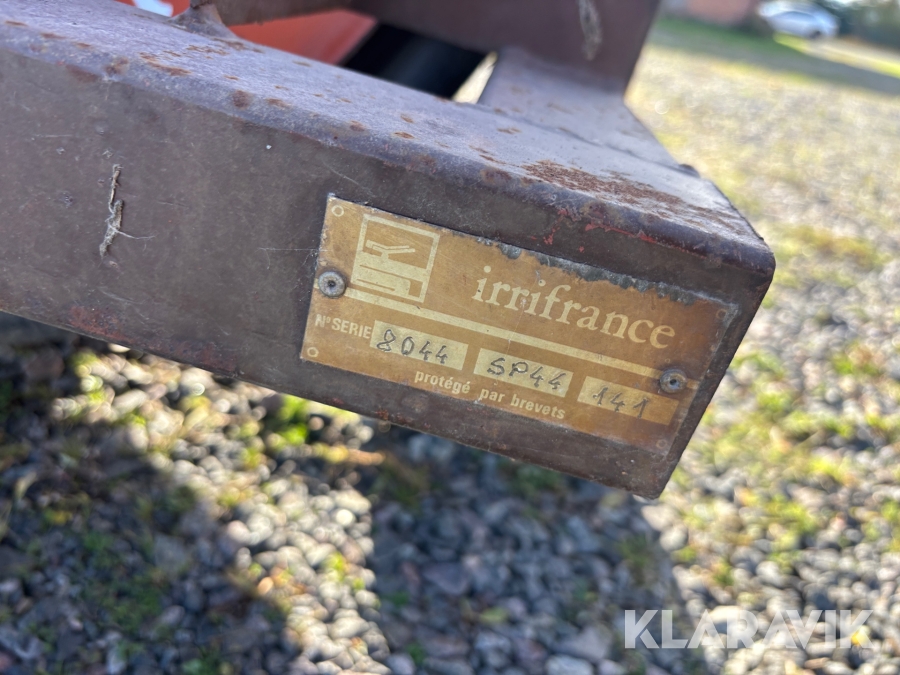 irrifrance
N° SERIE 8044 SP44 141
protégé par brevets
KLARAVIK